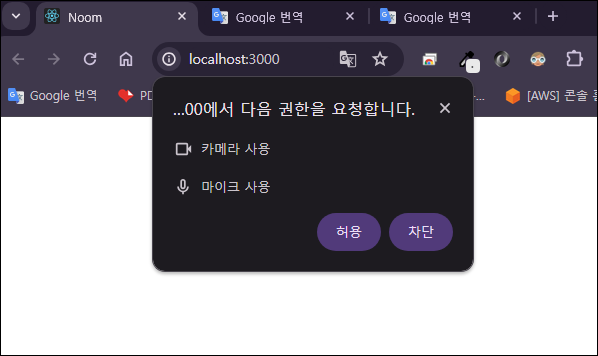 Noom
Google 번역
Google 번역
localhost:3000
Google 번역
PD
...
[AWS] 콘솔 홈
...00에서 다음 권한을 요청합니다.
카메라 사용
마이크 사용
허용
차단